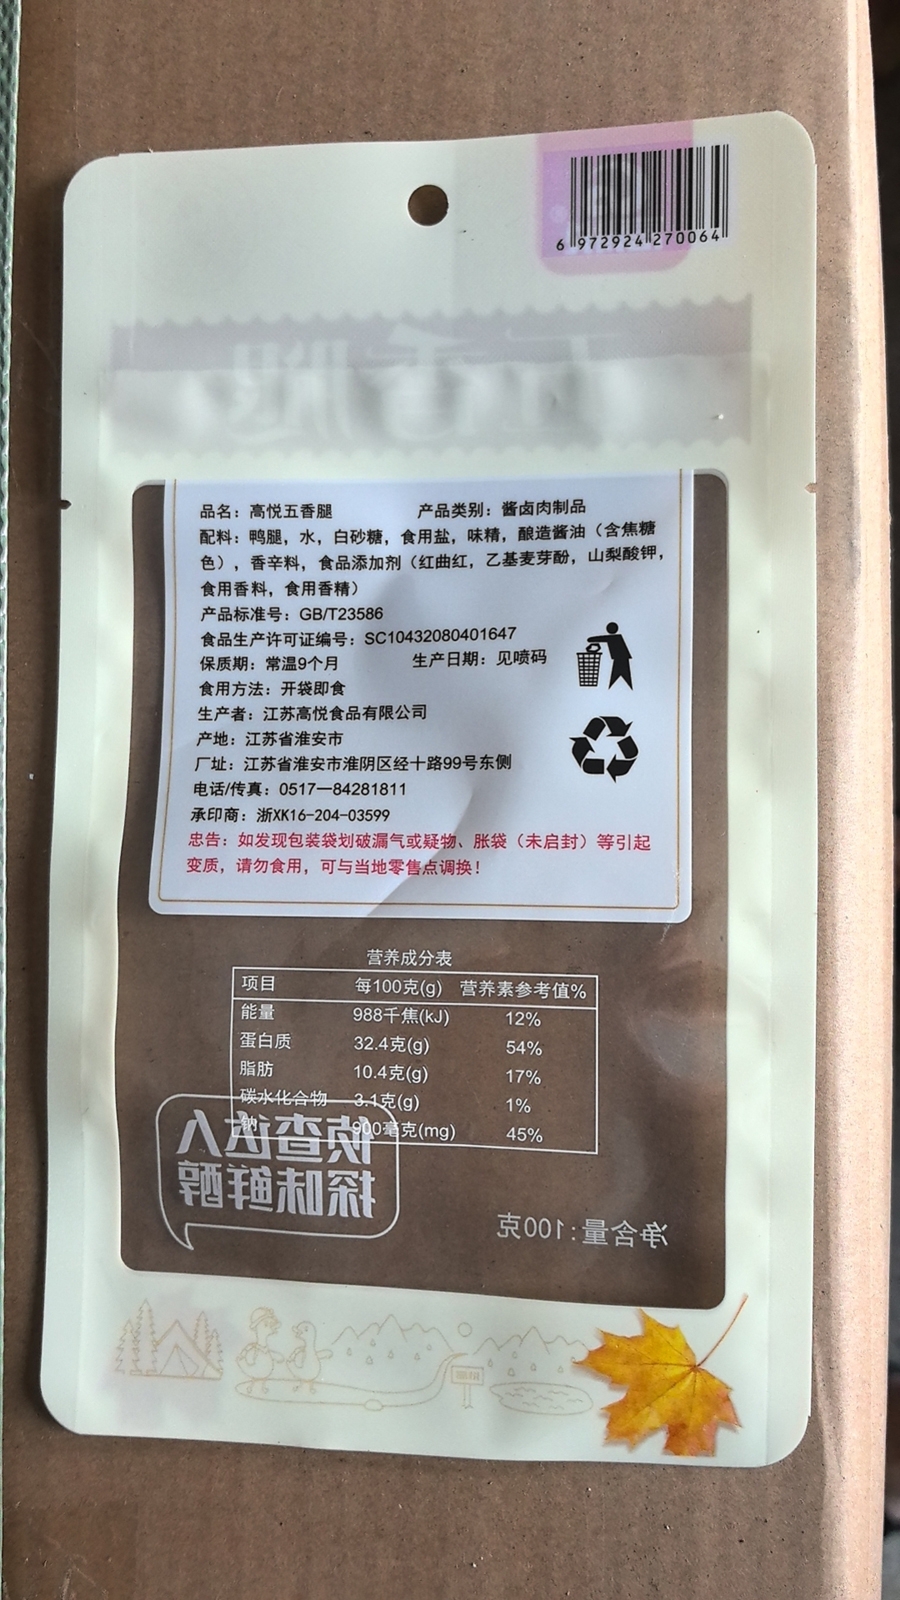 6 972924 270064
五香腿
品名：高悦五香腿 产品类别：酱卤肉制品
配料：鸭腿，水，白砂糖，食用盐，味精，酿造酱油（含焦糖
色），香辛料，食品添加剂（红曲红，乙基麦芽酚，山梨酸钾，
食用香料，食用香精）
产品标准号：GB/T23586
食品生产许可证编号：SC10432080401647
保质期：常温9个月 生产日期：见喷码
食用方法：开袋即食
生产者：江苏高悦食品有限公司
产地：江苏省淮安市
厂址：江苏省淮安市淮阴区经十路99号东侧
电话/传真：0517—84281811
承印商：浙XK16-204-03599
忠告：如发现包装袋划破漏气或疑物、胀袋（未启封）等引起
变质，请勿食用，可与当地零售点调换！
营养成分表
项目 每100克(g) 营养素参考值%
能量 988千焦(kJ) 12%
蛋白质 32.4克(g) 54%
脂肪 10.4克(g) 17%
碳水化合物 3.1克(g) 1%
钠 900毫克(mg) 45%
侦查达人
探味鲜醇
净含量：100克